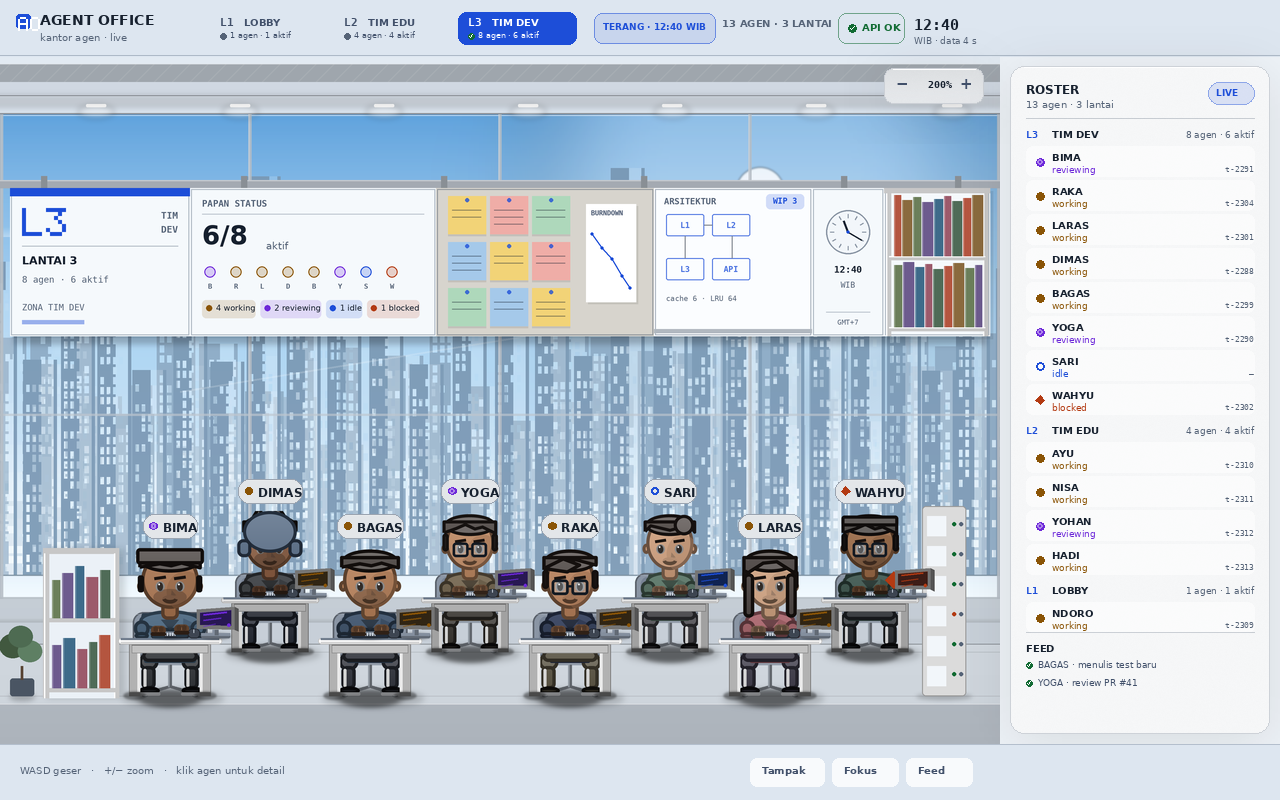 AGENT OFFICE
kantor agen · live
L1 LOBBY
1 agen · 1 aktif
L2 TIM EDU
4 agen · 4 aktif
L3 TIM DEV
8 agen · 6 aktif
TERANG · 12:40 WIB
13 AGEN · 3 LANTAI
API OK
12:40
WIB · data 4 s
− 200% +
L3
TIM
DEV
LANTAI 3
8 agen · 6 aktif
ZONA TIM DEV
PAPAN STATUS
6/8 aktif
B R L D B Y S W
4 working
2 reviewing
1 idle
1 blocked
BURNDOWN
ARSITEKTUR
WIP 3
L1
L2
L3
API
cache 6 · LRU 64
12:40
WIB
GMT+7
DIMAS
YOGA
SARI
WAHYU
BIMA
BAGAS
RAKA
LARAS
ROSTER
13 agen · 3 lantai
LIVE
L3 TIM DEV 8 agen · 6 aktif
BIMA
reviewing t-2291
RAKA
working t-2304
LARAS
working t-2301
DIMAS
working t-2288
BAGAS
working t-2299
YOGA
reviewing t-2290
SARI
idle –
WAHYU
blocked t-2302
L2 TIM EDU 4 agen · 4 aktif
AYU
working t-2310
NISA
working t-2311
YOHAN
reviewing t-2312
HADI
working t-2313
L1 LOBBY 1 agen · 1 aktif
NDORO
working t-2309
FEED
BAGAS · menulis test baru
YOGA · review PR #41
WASD geser · +/− zoom · klik agen untuk detail
Tampak
Fokus
Feed